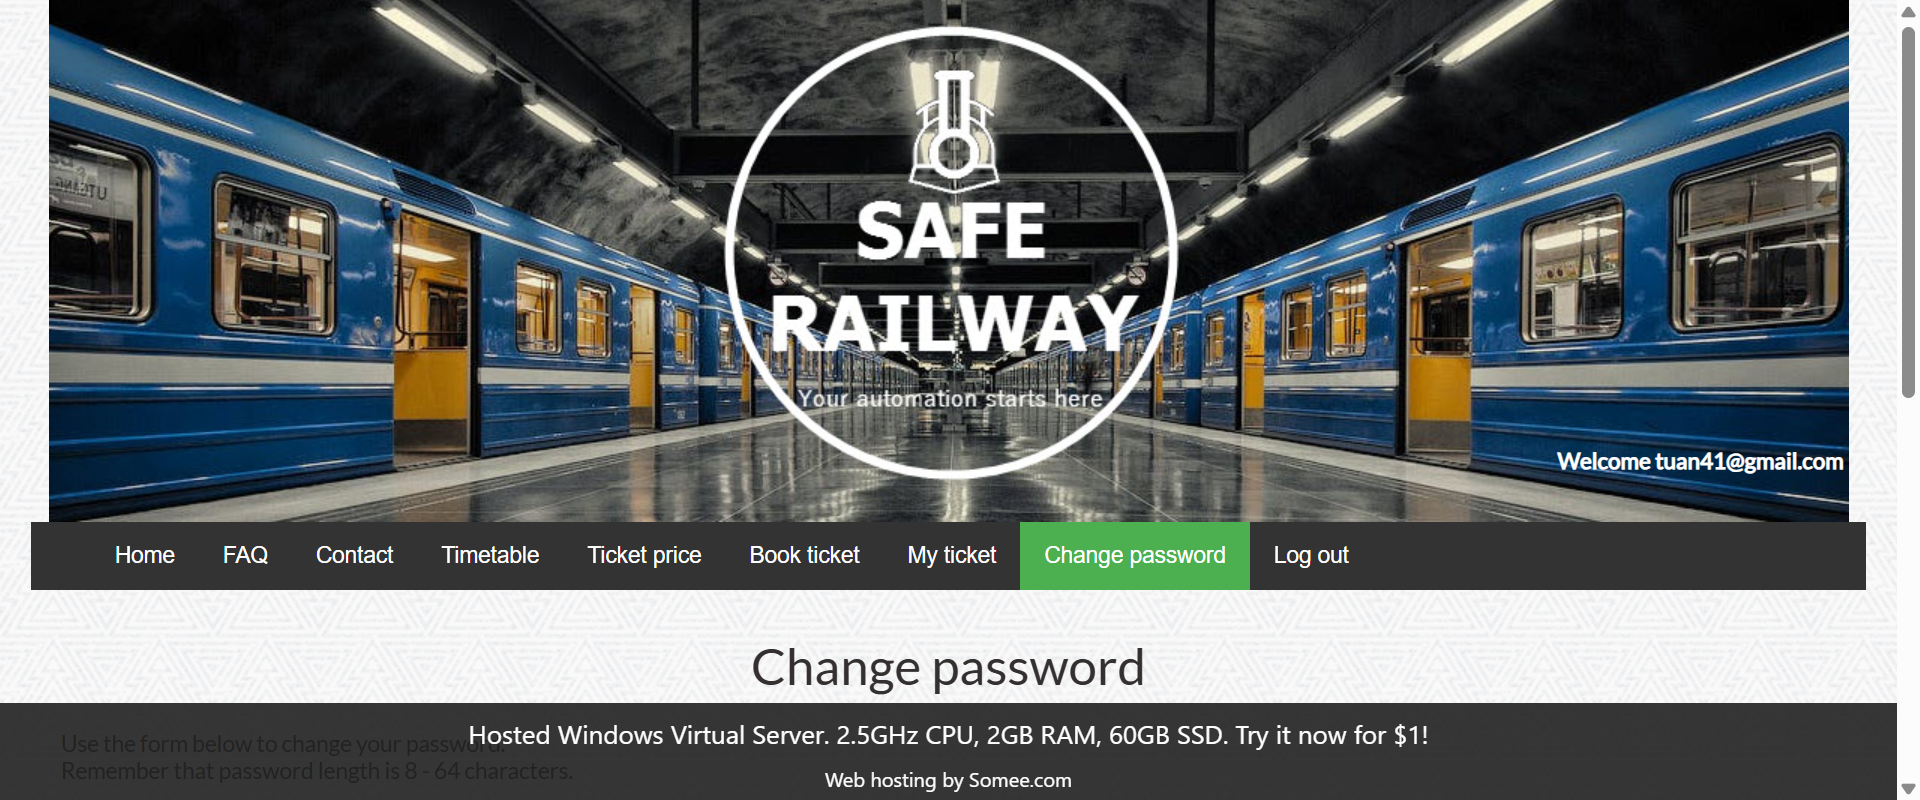 SAFE
RAILWAY
Your automation starts here
Welcome tuan41@gmail.com
Home FAQ Contact Timetable Ticket price Book ticket My ticket Change password Log out
Change password
Hosted Windows Virtual Server. 2.5GHz CPU, 2GB RAM, 60GB SSD. Try it now for $1!
Use the form below to change your password.
Remember that password length is 8 - 64 characters.
Web hosting by Somee.com